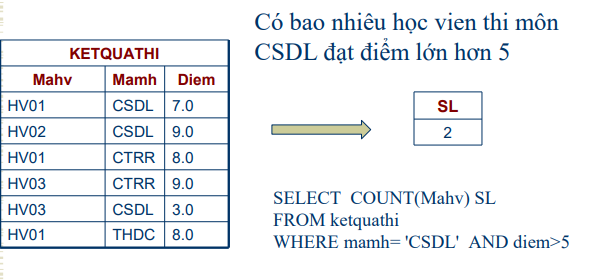 Có bao nhiêu học vien thi môn
CSDL đạt điểm lớn hơn 5
KETQUATHI
Mahv Mamh Diem
HV01 CSDL 7.0
HV02 CSDL 9.0
HV01 CTRR 8.0
HV03 CTRR 9.0
HV03 CSDL 3.0
HV01 THDC 8.0
SL
2
SELECT COUNT(Mahv) SL
FROM ketquathi
WHERE mamh= 'CSDL' AND diem>5